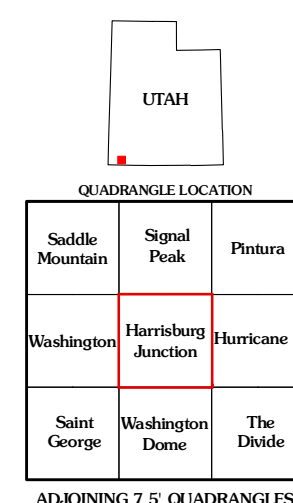 UTAH
QUADRANGLE LOCATION
Saddle Mountain
Signal Peak
Pintura
Washington
Harrisburg Junction
Hurricane
Saint George
Washington Dome
The Divide
ADJOINING 7.5' QUADRANGLES